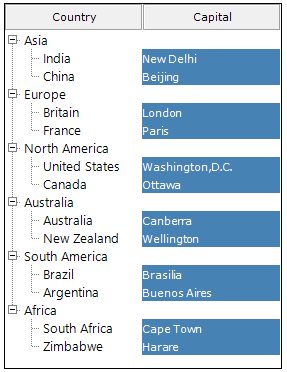 Country Capital
Asia
India New Delhi
China Beijing
Europe
Britain London
France Paris
North America
United States Washington,D.C.
Canada Ottawa
Australia
Australia Canberra
New Zealand Wellington
South America
Brazil Brasilia
Argentina Buenos Aires
Africa
South Africa Cape Town
Zimbabwe Harare